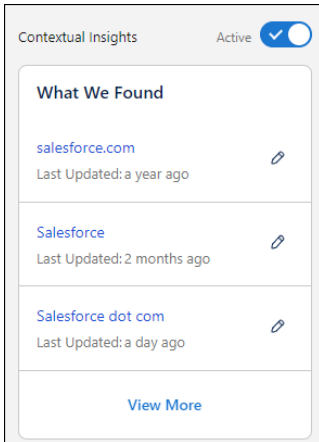 Contextual Insights Active
What We Found
salesforce.com
Last Updated: a year ago
Salesforce
Last Updated: 2 months ago
Salesforce dot com
Last Updated: a day ago
View More